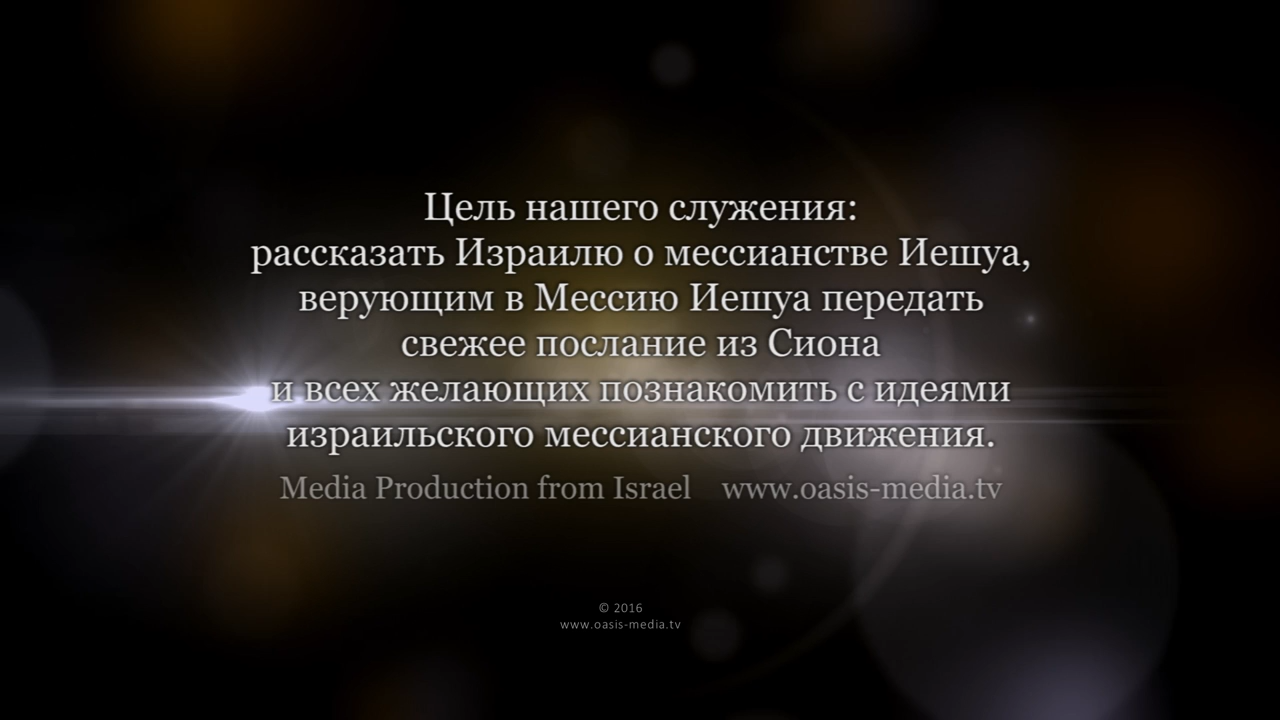 Цель нашего служения:
рассказать Израилю о мессианстве Иешуа,
верующим в Мессию Иешуа передать
свежее послание из Сиона
и всех желающих познакомить с идеями
израильского мессианского движения.
Media Production from Israel www.oasis-media.tv
© 2016
www.oasis-media.tv